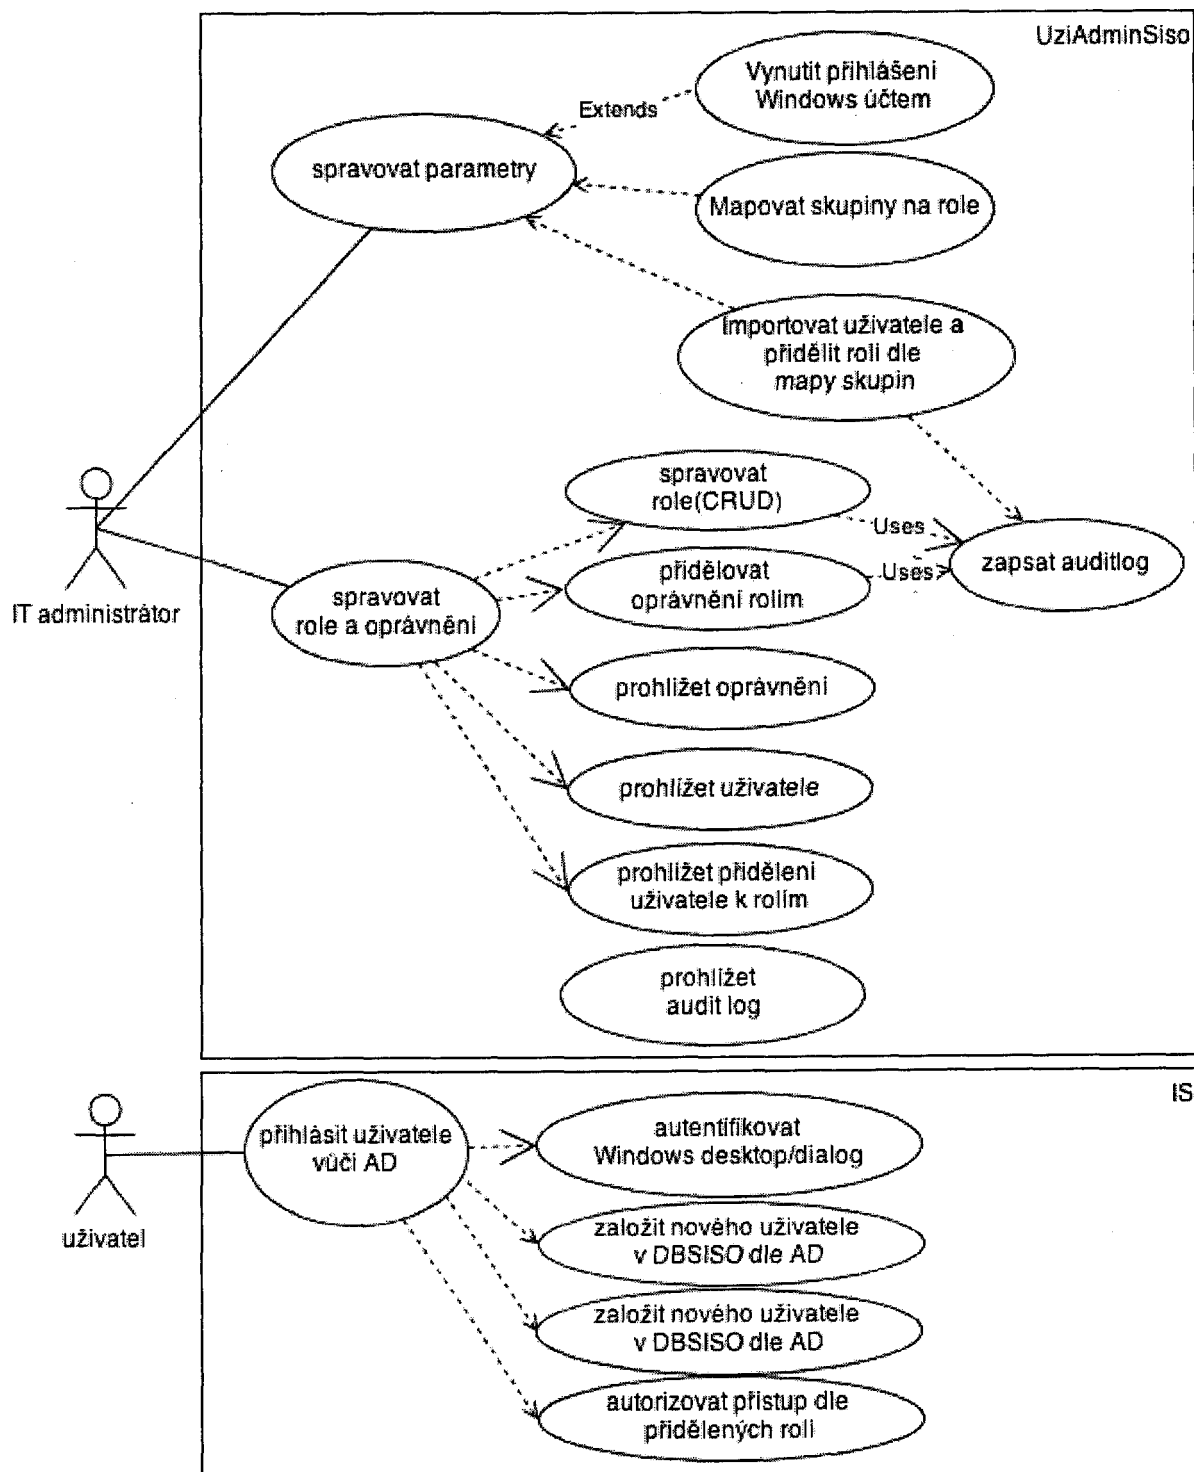 UziAdminSiso
Vynutit přihlášení
Windows účtem
Extends
spravovat parametry
Mapovat skupiny na role
Importovat uživatele a
přidělit roli dle
mapy skupin
spravovat
role(CRUD)
Uses
zapsat auditlog
přidělovat
oprávnění rolím
Uses
IT administrátor
spravovat
role a oprávnění
prohlížet oprávnění
prohlížet uživatele
prohlížet přidělení
uživatele k rolím
prohlížet
audit log
IS
přihlásit uživatele
vůči AD
autentifikovat
Windows desktop/dialog
uživatel
založit nového uživatele
v DBSISO dle AD
založit nového uživatele
v DBSISO dle AD
autorizovat přístup dle
přidělených rolí